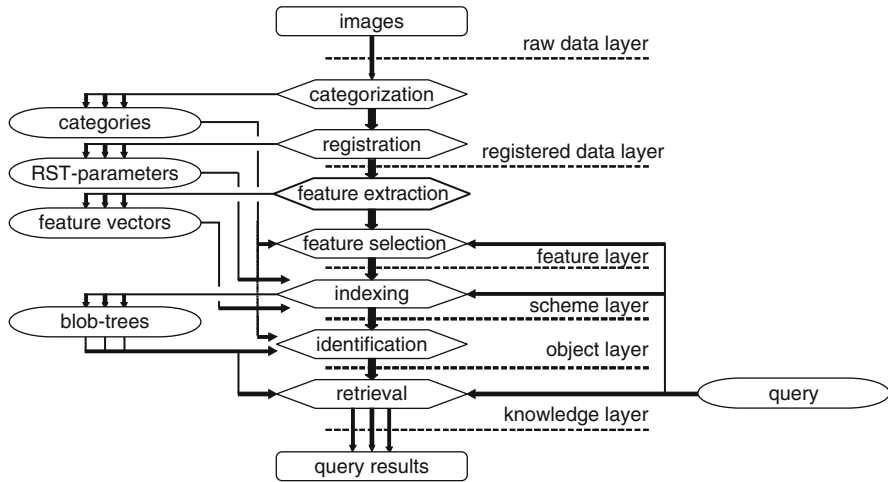 images
raw data layer
categorization
categories
registration
registered data layer
RST-parameters
feature extraction
feature vectors
feature selection
feature layer
indexing
scheme layer
blob-trees
identification
object layer
retrieval
query
knowledge layer
query results